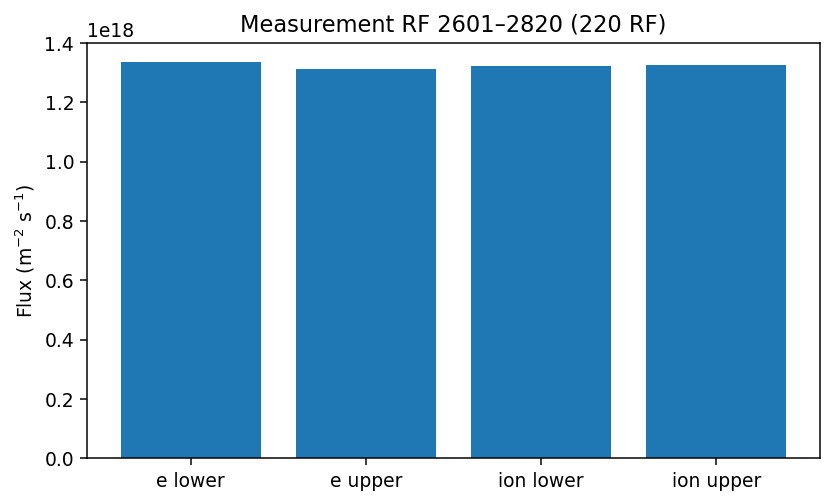 Measurement RF 2601–2820 (220 RF)
1e18
1.4
1.2
1.0
0.8
0.6
0.4
0.2
0.0
Flux (m⁻² s⁻¹)
e lower
e upper
ion lower
ion upper